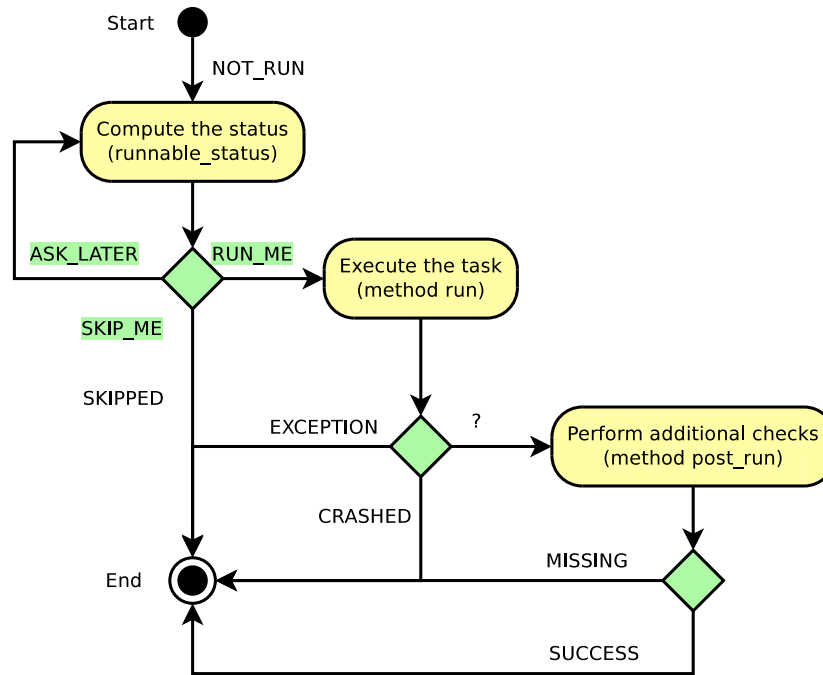 Start
NOT_RUN
Compute the status
(runnable_status)
ASK_LATER
RUN_ME
Execute the task
(method run)
SKIP_ME
SKIPPED
EXCEPTION
?
Perform additional checks
(method post_run)
CRASHED
MISSING
End
SUCCESS